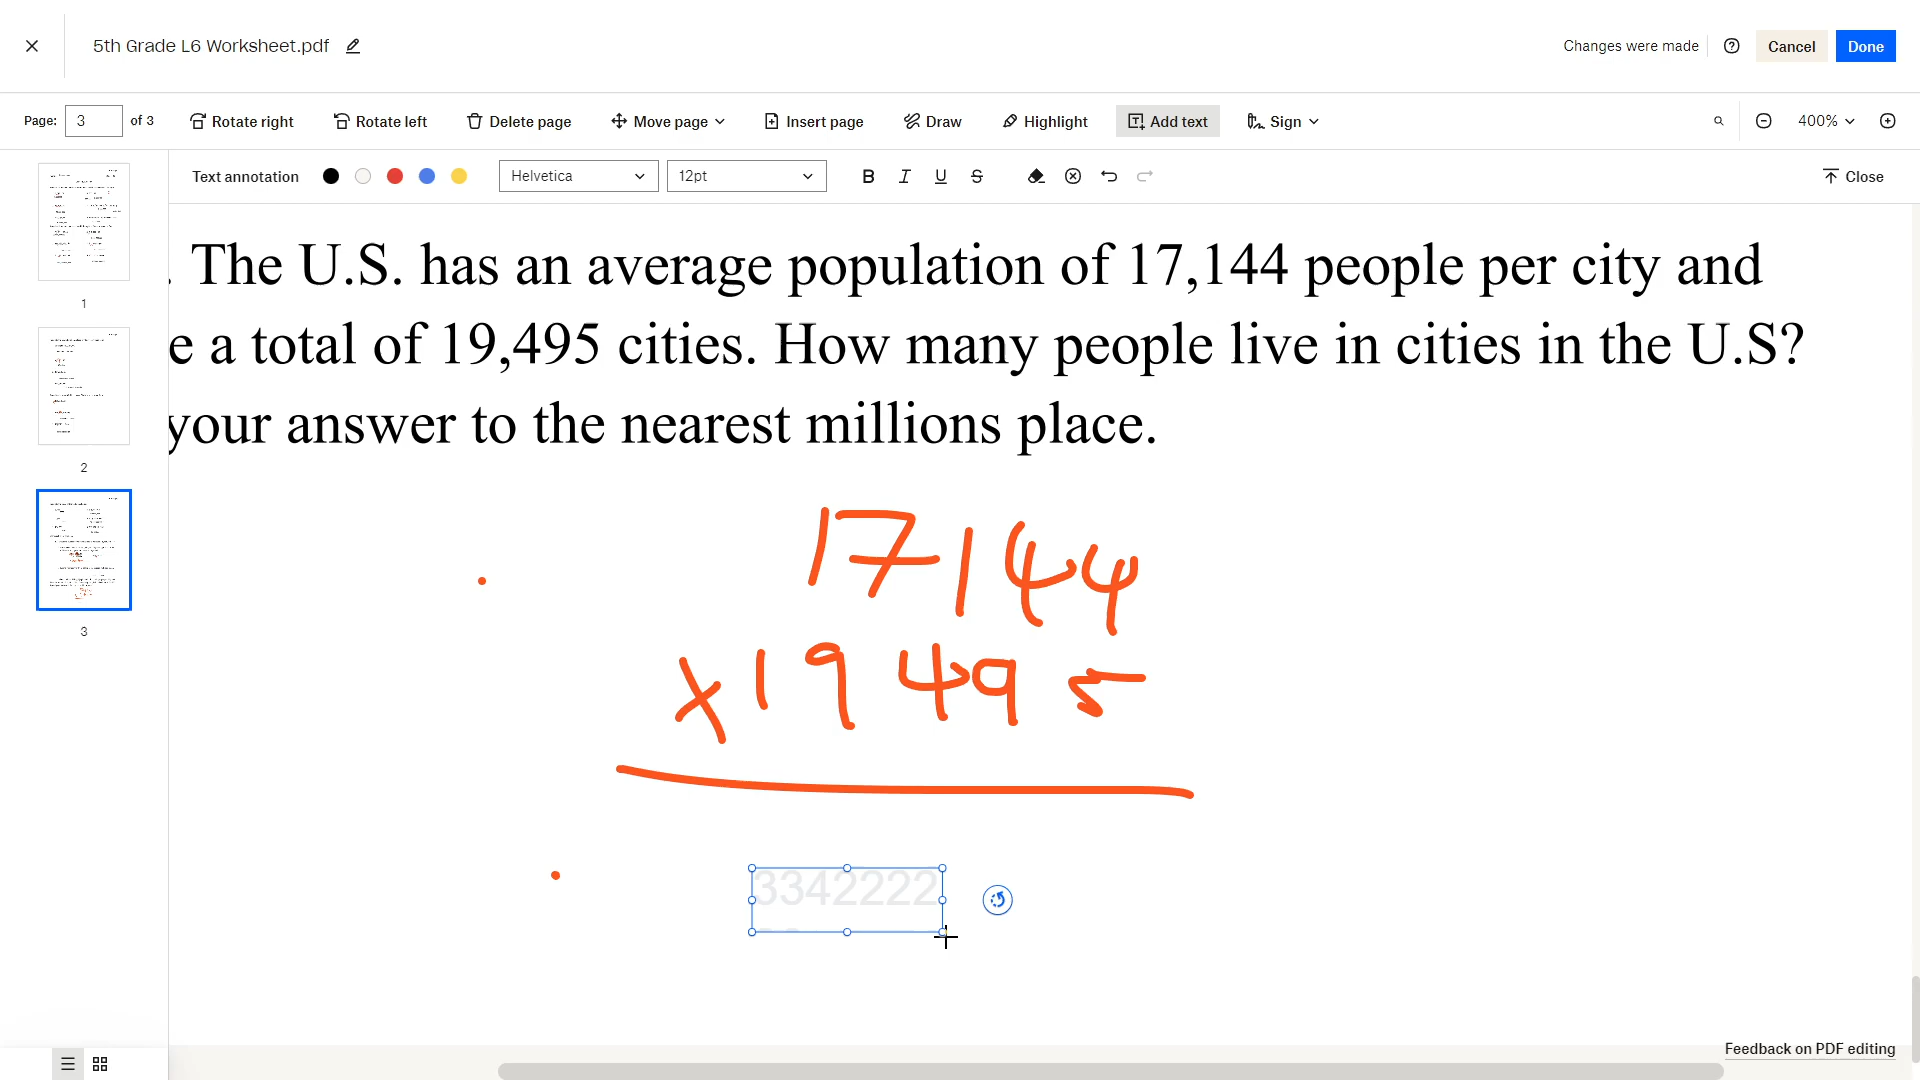 5th Grade L6 Worksheet.pdf
Changes were made
Cancel
Done
Page: 3 of 3
Rotate right
Rotate left
Delete page
Move page
Insert page
Draw
Highlight
Add text
Sign
400%
Text annotation
Helvetica
12pt
B I U S
Close
. The U.S. has an average population of 17,144 people per city and
e a total of 19,495 cities. How many people live in cities in the U.S?
your answer to the nearest millions place.
17144
x19495
3342222
1
2
3
Feedback on PDF editing